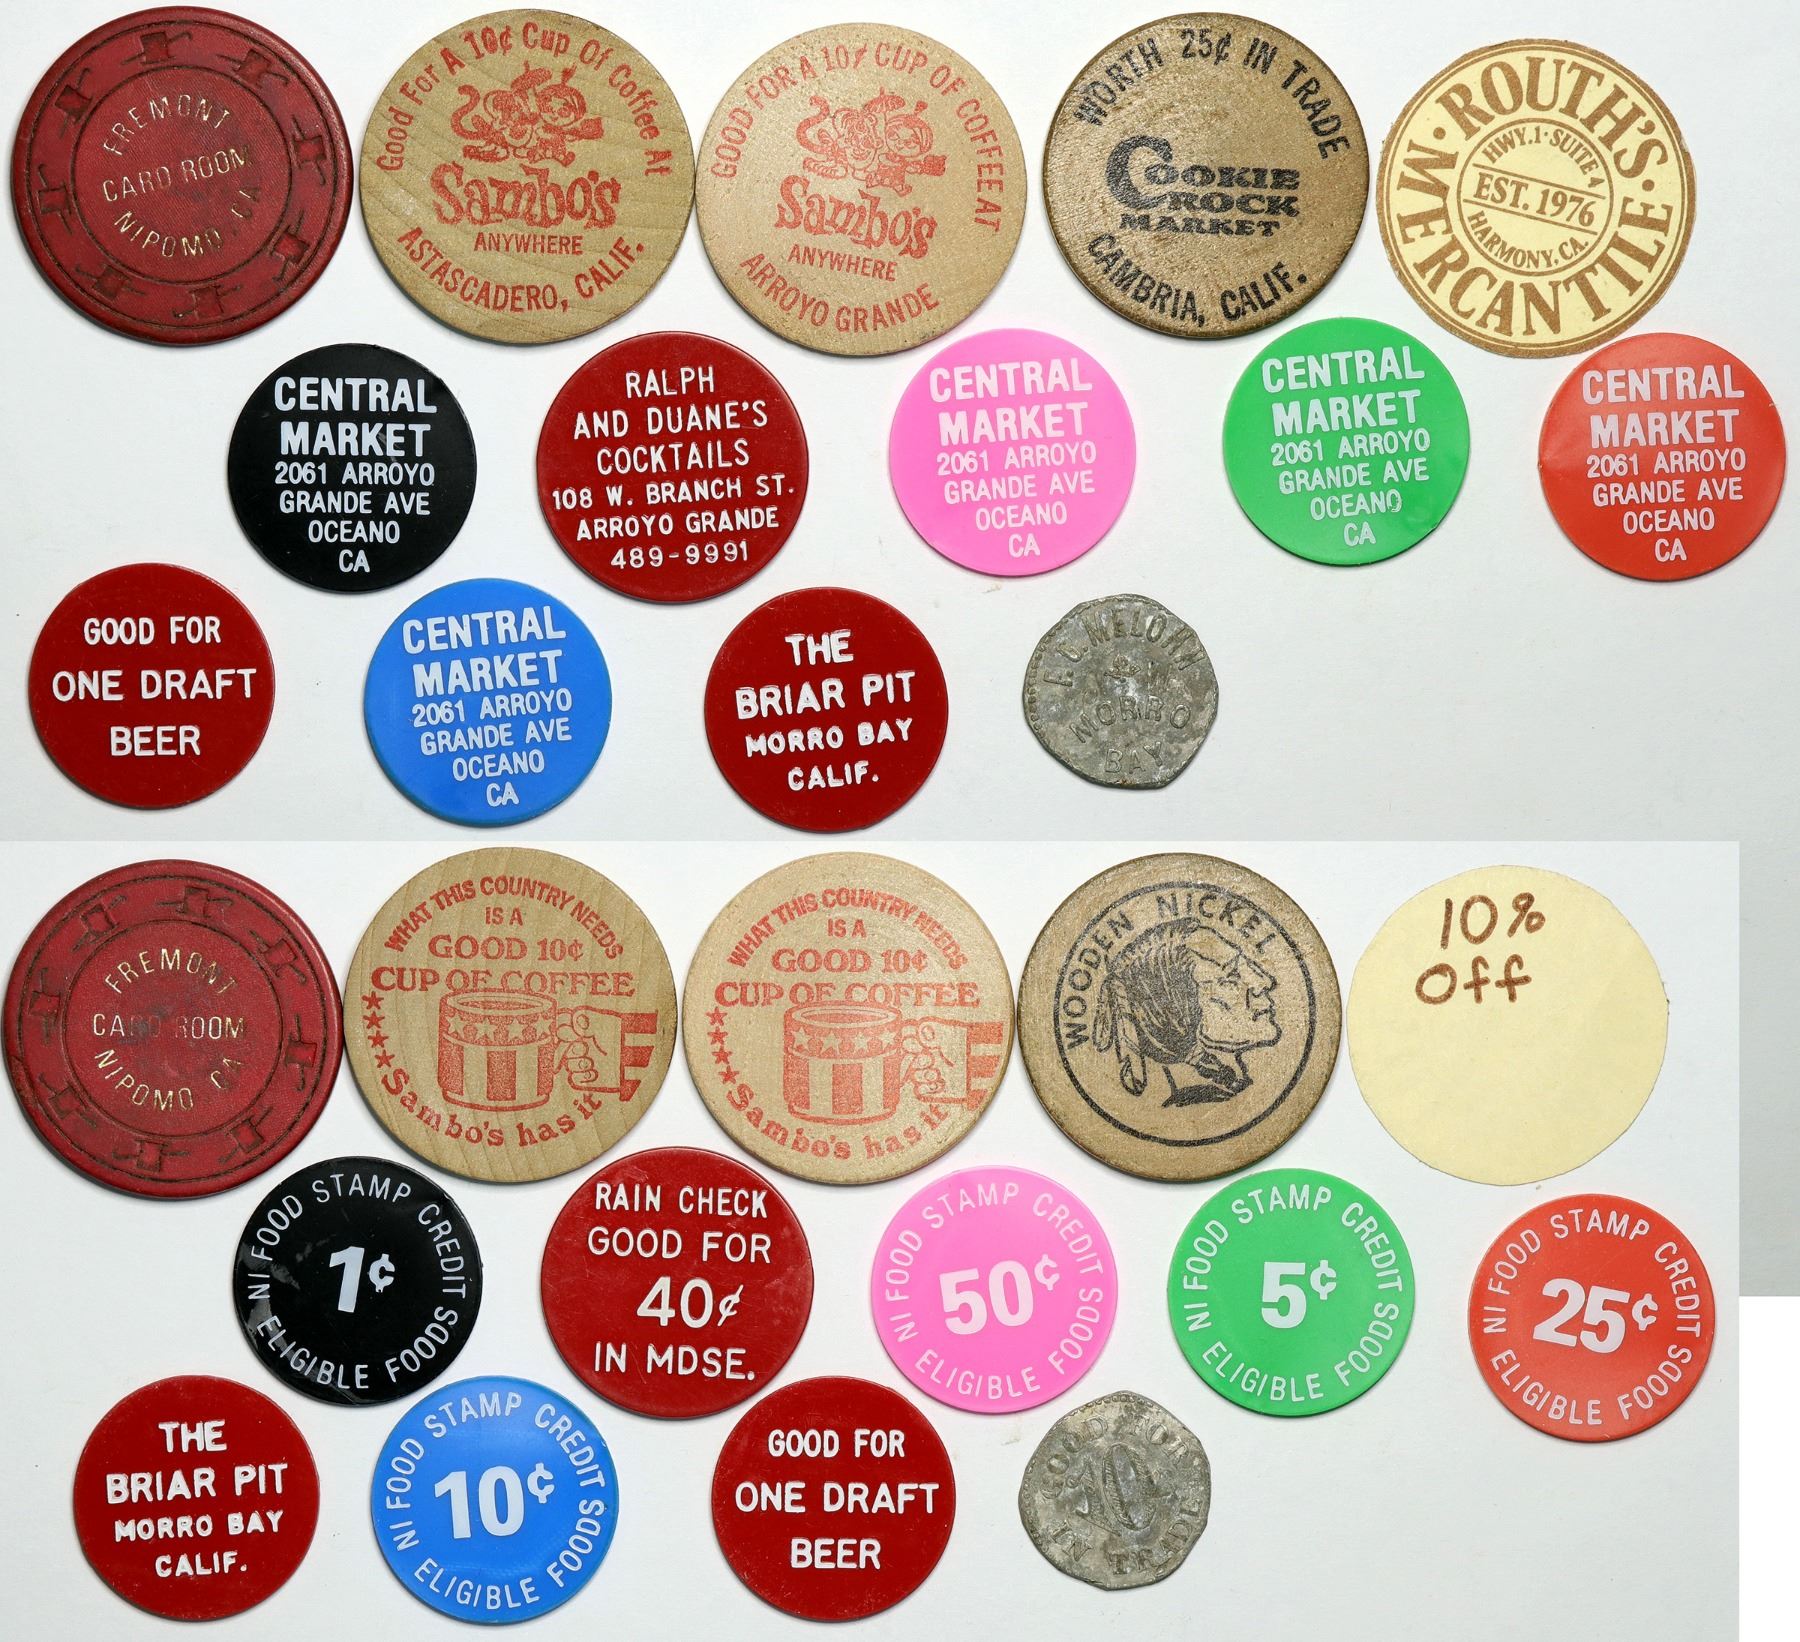 FREMONT
CARD ROOM
NIPOMO, CA
Good For A 10¢ Cup Of Coffee At
Sambo's
ANYWHERE
ASTASCADERO, CALIF.
GOOD FOR A 10¢ CUP OF COFFEE AT
Sambo's
ANYWHERE
ARROYO GRANDE
WORTH 25¢ IN TRADE
COOKIE
CROCK
MARKET
CAMBRIA, CALIF.
ROUTH'S
HWY.1·SUITE 4
EST. 1976
HARMONY, CA.
MERCANTILE
CENTRAL
MARKET
2061 ARROYO
GRANDE AVE
OCEANO
CA
RALPH
AND DUANE'S
COCKTAILS
108 W. BRANCH ST.
ARROYO GRANDE
489-9991
CENTRAL
MARKET
2061 ARROYO
GRANDE AVE
OCEANO
CA
CENTRAL
MARKET
2061 ARROYO
GRANDE AVE
OCEANO
CA
CENTRAL
MARKET
2061 ARROYO
GRANDE AVE
OCEANO
CA
GOOD FOR
ONE DRAFT
BEER
CENTRAL
MARKET
2061 ARROYO
GRANDE AVE
OCEANO
CA
THE
BRIAR PIT
MORRO BAY
CALIF.
MORRO
BAY
FREMONT
CARD ROOM
NIPOMO CA
WHAT THIS COUNTRY NEEDS
IS A
GOOD 10¢
CUP OF COFFEE
Sambo's has it
WHAT THIS COUNTRY NEEDS
IS A
GOOD 10¢
CUP OF COFFEE
Sambo's has it
WOODEN NICKEL
10%
Off
IN FOOD STAMP CREDIT
1¢
ELIGIBLE FOODS
RAIN CHECK
GOOD FOR
40¢
IN MDSE.
IN FOOD STAMP CREDIT
50¢
ELIGIBLE FOODS
IN FOOD STAMP CREDIT
5¢
ELIGIBLE FOODS
IN FOOD STAMP CREDIT
25¢
ELIGIBLE FOODS
THE
BRIAR PIT
MORRO BAY
CALIF.
IN FOOD STAMP CREDIT
10¢
ELIGIBLE FOODS
GOOD FOR
ONE DRAFT
BEER
GOOD FOR
IN TRADE